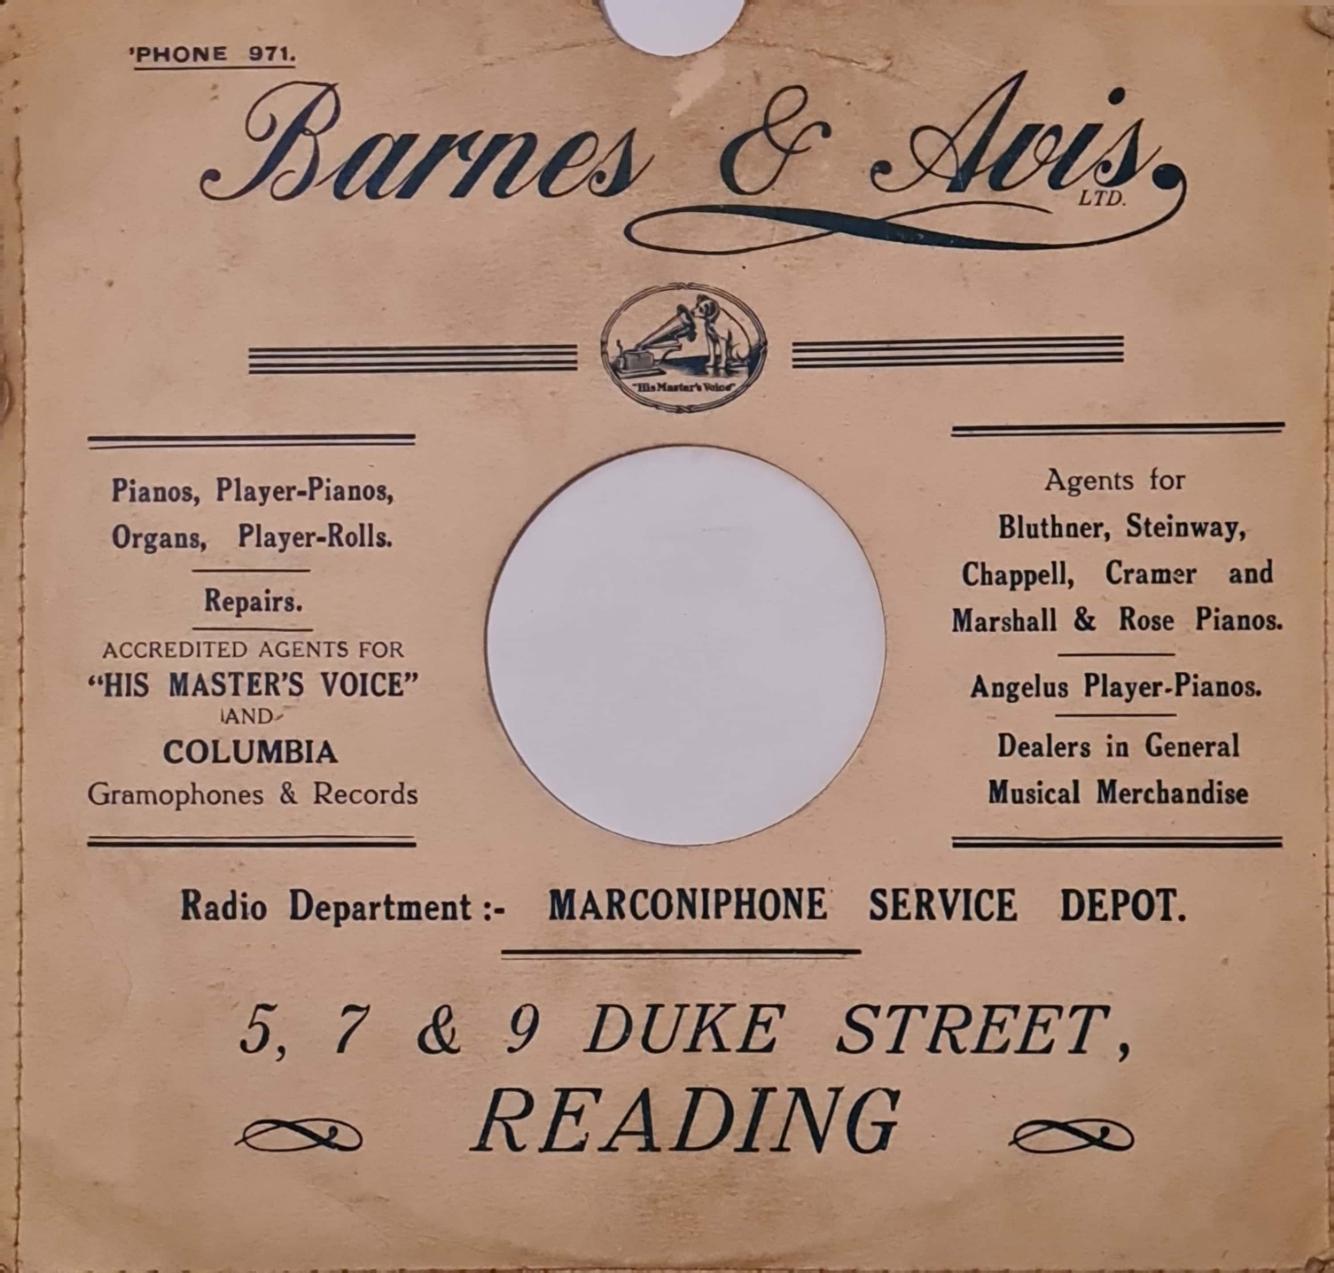 'PHONE 971.
Barnes & Avis,
LTD.
"His Master's Voice"
Pianos, Player-Pianos,
Organs, Player-Rolls.
Repairs.
ACCREDITED AGENTS FOR
“HIS MASTER'S VOICE”
AND
COLUMBIA
Gramophones & Records
Agents for
Bluthner, Steinway,
Chappell, Cramer and
Marshall & Rose Pianos.
Angelus Player-Pianos.
Dealers in General
Musical Merchandise
Radio Department :- MARCONIPHONE SERVICE DEPOT.
5, 7 & 9 DUKE STREET,
READING